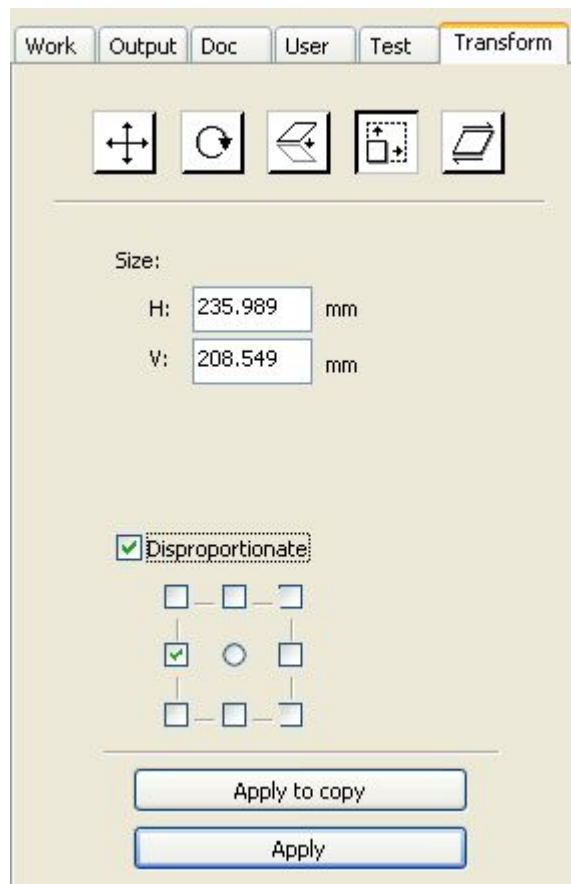 Work Output Doc User Test Transform
Size:
H: 235.989 mm
V: 208.549 mm
Disproportionate
Apply to copy
Apply